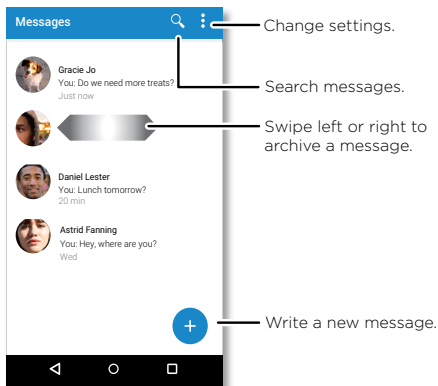 Messages
Change settings.
Gracie Jo
You: Do we need more treats?
Just now
Search messages.
Swipe left or right to
archive a message.
Daniel Lester
You: Lunch tomorrow?
20 min
Astrid Fanning
You: Hey, where are you?
Wed
Write a new message.